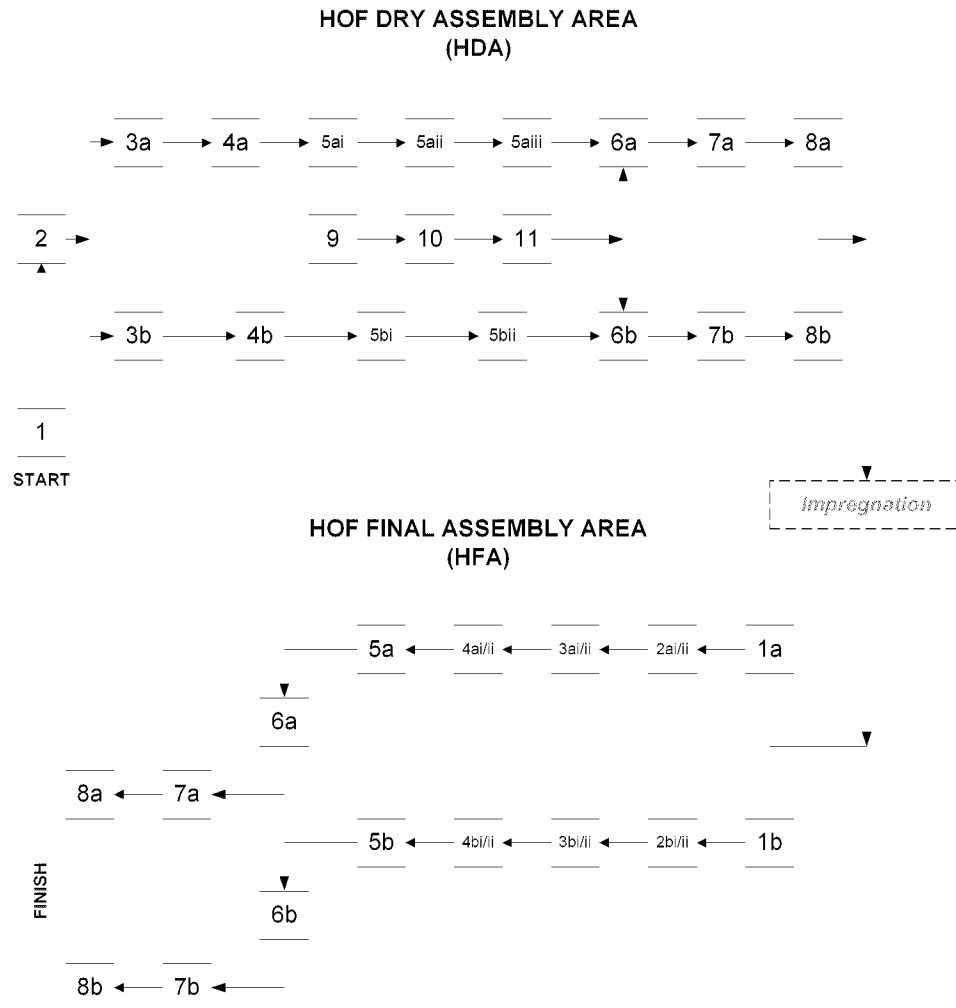 HOF DRY ASSEMBLY AREA
(HDA)
3a 4a 5ai 5aii 5aiii 6a 7a 8a
2 9 10 11
3b 4b 5bi 5bii 6b 7b 8b
1
START
Impregnation
HOF FINAL ASSEMBLY AREA
(HFA)
5a 4ai/ii 3ai/ii 2ai/ii 1a
6a
8a 7a
5b 4bi/ii 3bi/ii 2bi/ii 1b
FINISH
6b
8b 7b